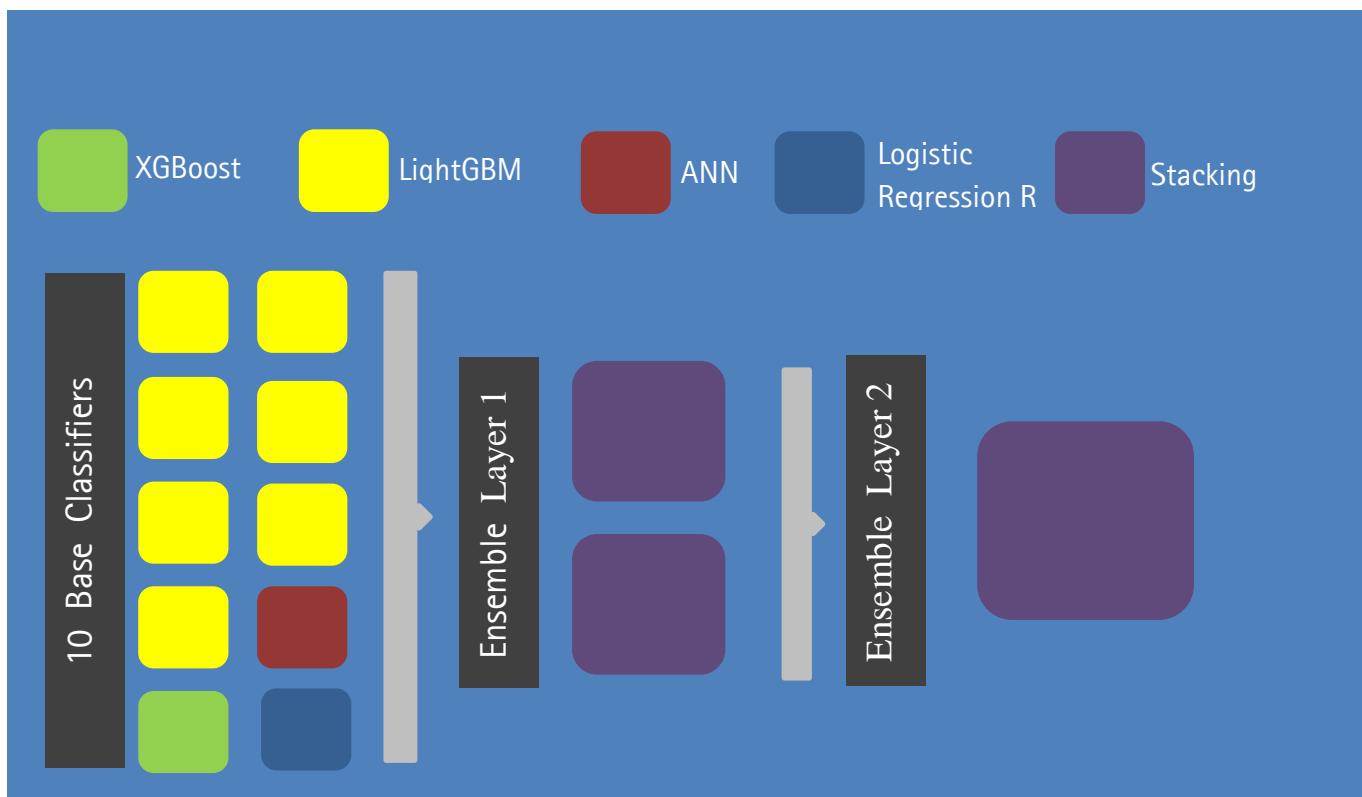 XGBoost
LightGBM
ANN
Logistic
Regression R
Stacking
10 Base Classifiers
Ensemble Layer 1
Ensemble Layer 2